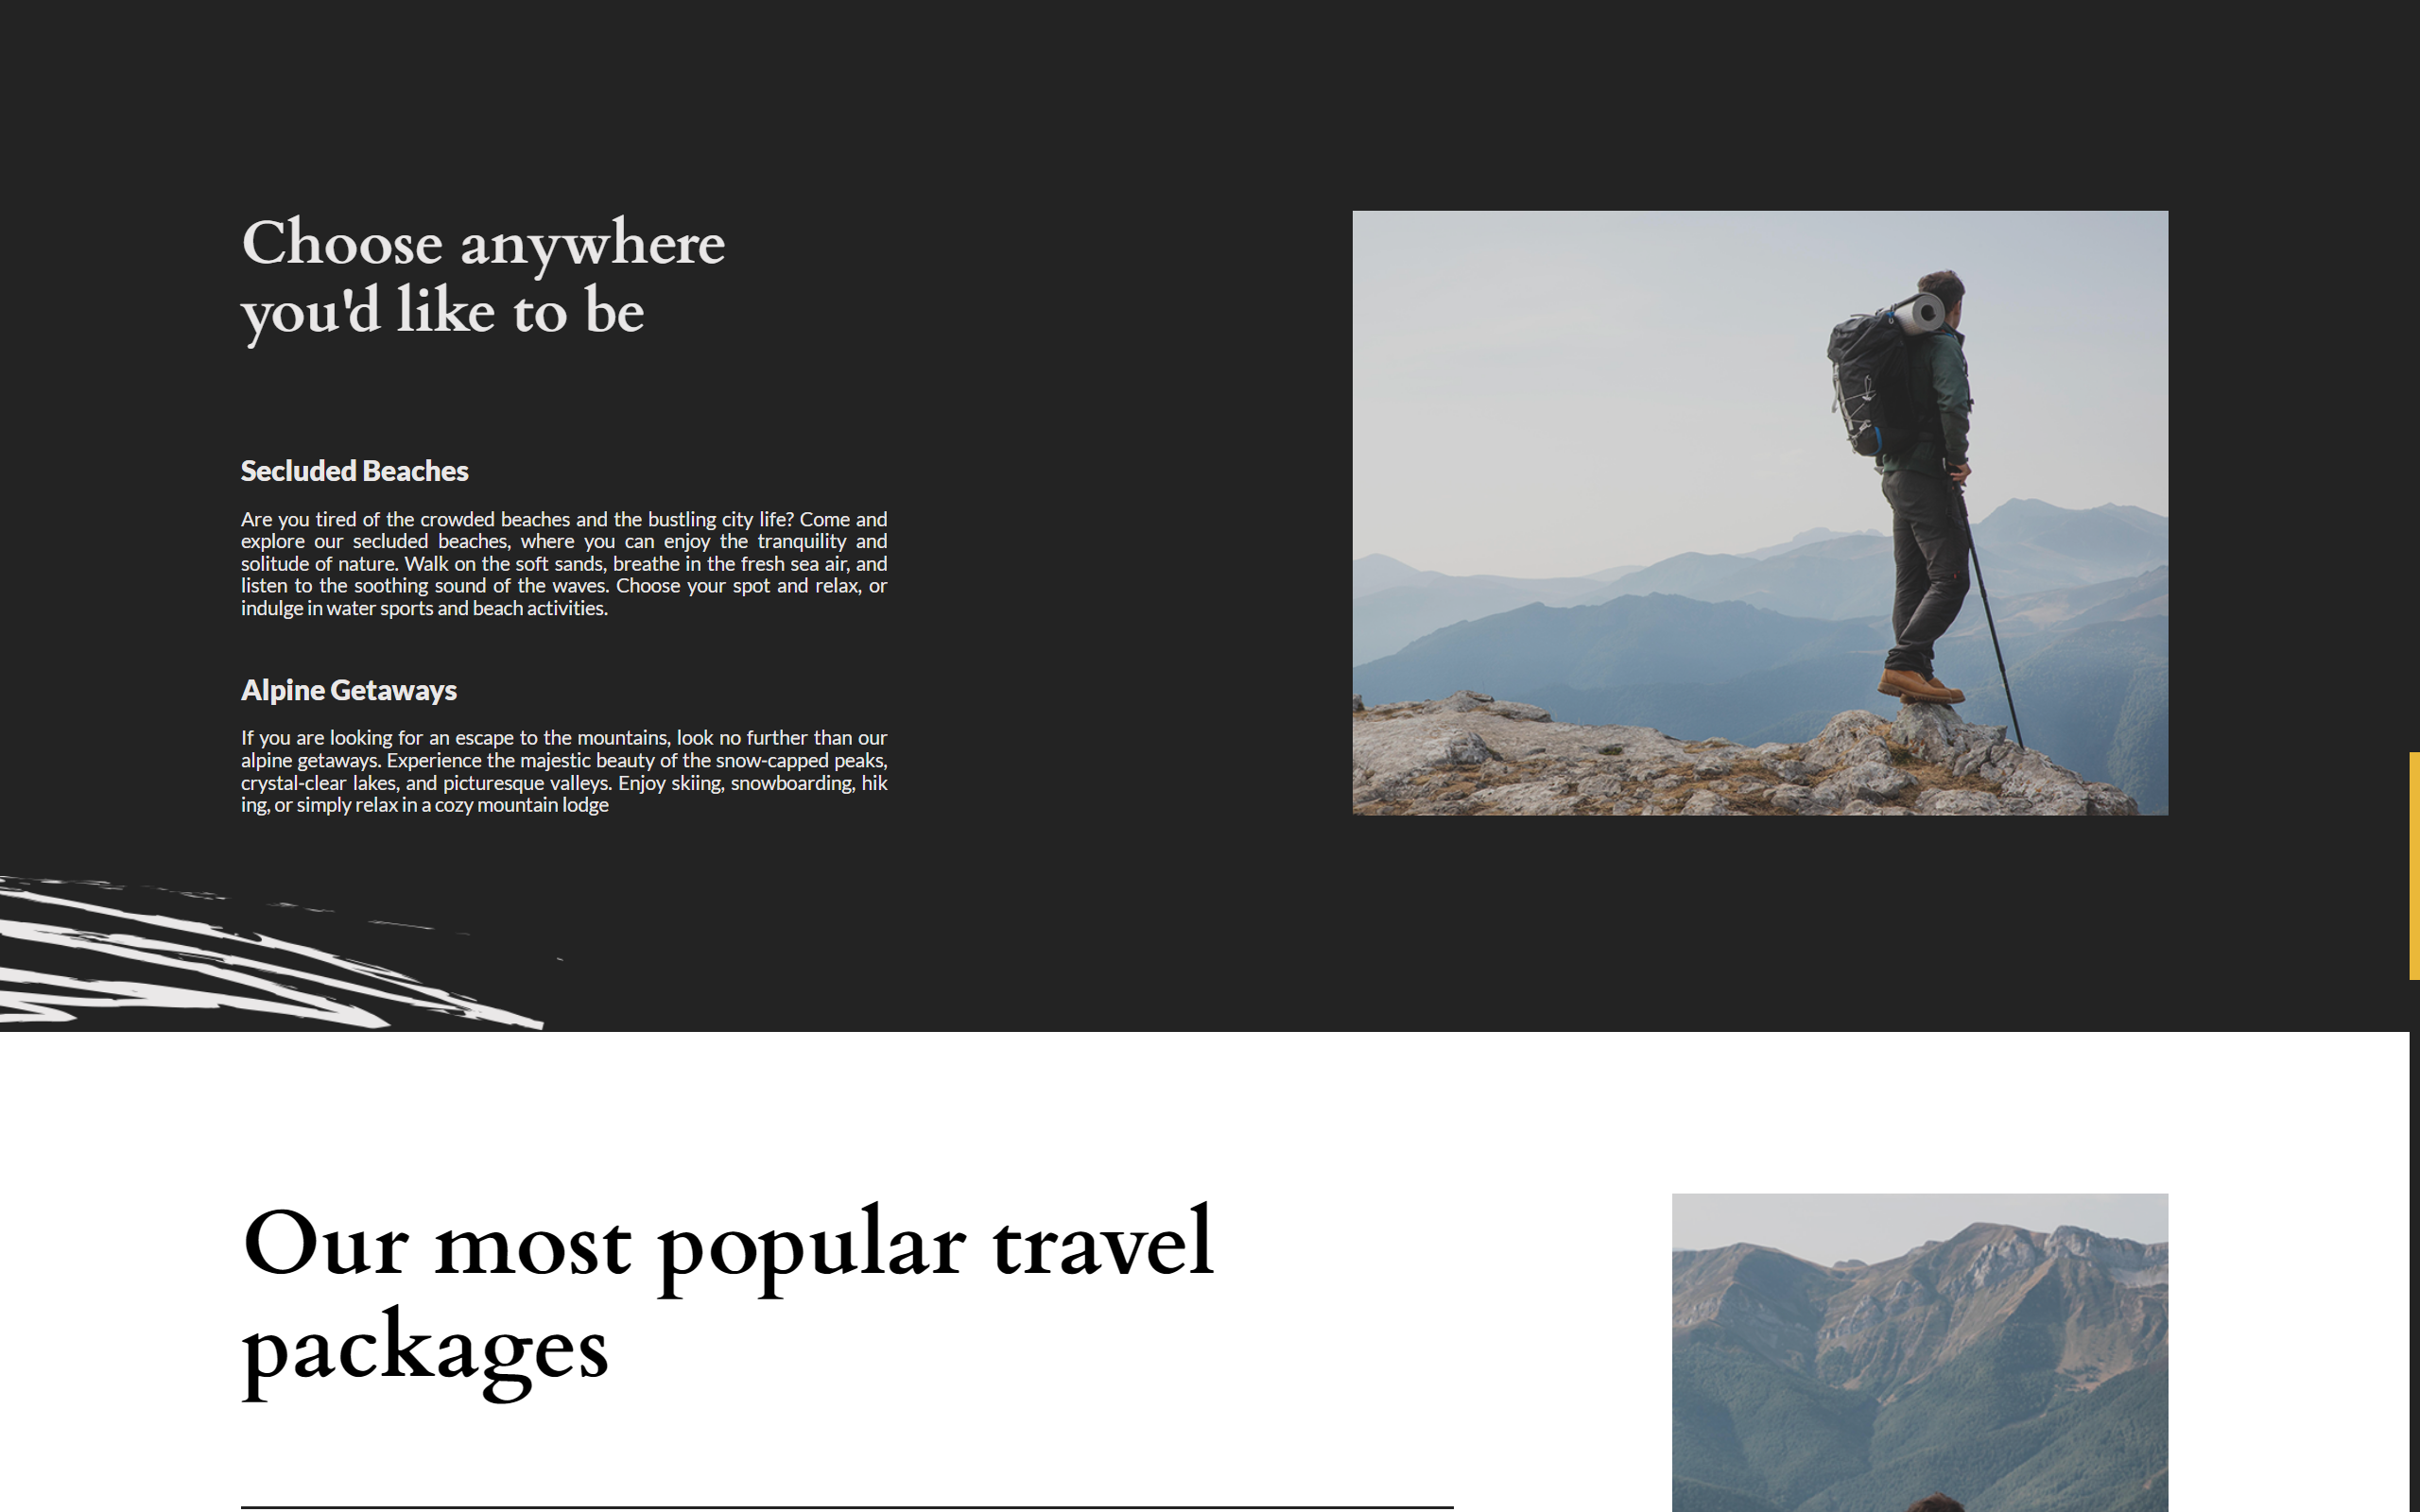 Choose anywhere
you'd like to be
Secluded Beaches
Are you tired of the crowded beaches and the bustling city life? Come and
explore our secluded beaches, where you can enjoy the tranquility and
solitude of nature. Walk on the soft sands, breathe in the fresh sea air, and
listen to the soothing sound of the waves. Choose your spot and relax, or
indulge in water sports and beach activities.
Alpine Getaways
If you are looking for an escape to the mountains, look no further than our
alpine getaways. Experience the majestic beauty of the snow-capped peaks,
crystal-clear lakes, and picturesque valleys. Enjoy skiing, snowboarding, hik
ing, or simply relax in a cozy mountain lodge
Our most popular travel
packages